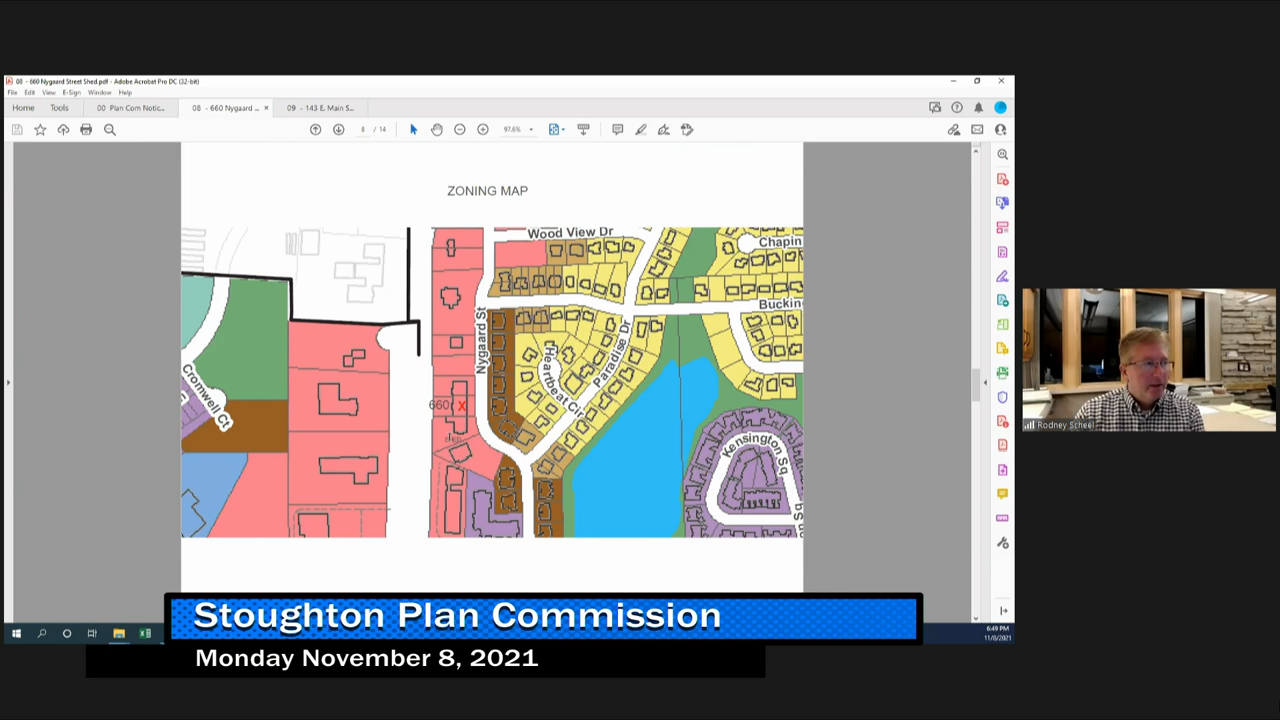 08 - 660 Nygaard Street Shed.pdf - Adobe Acrobat Pro DC (32-bit)
File Edit View E-Sign Window Help
Home Tools 00 Plan Com Notic... 08 - 660 Nygaard ... × 09 - 143 E. Main S...
8 / 14 97.6%
ZONING MAP
Wood View Dr
Chapin
Buckin
Nygaard St
Paradise Dr
Heartbeat Cir
Cromwell Ct
660 X
Kensington Sq
Rodney Scheel
Stoughton Plan Commission
6:49 PM
11/8/2021
Monday November 8, 2021